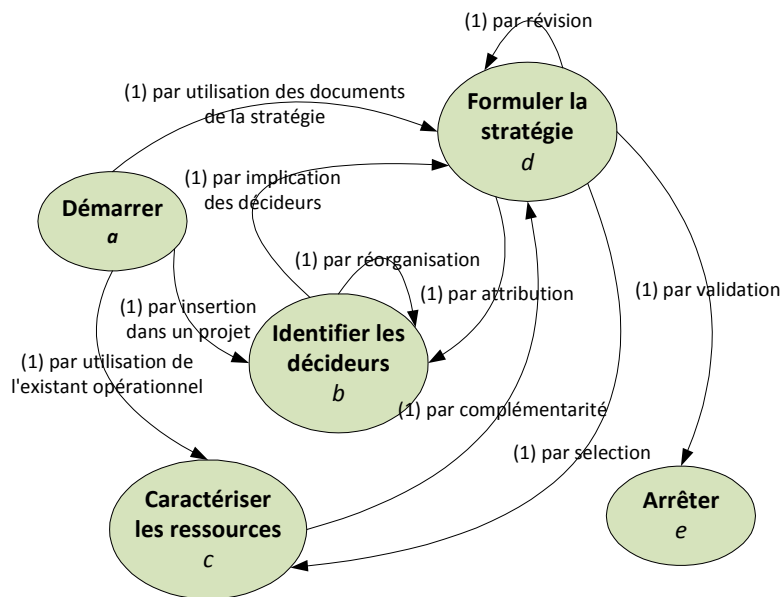 (1) par révision
Formuler la
stratégie
d
(1) par utilisation des documents
de la stratégie
(1) par implication
des décideurs
Démarrer
a
(1) par réorganisation
(1) par attribution
(1) par validation
(1) par insertion
dans un projet
Identifier les
décideurs
b
(1) par utilisation de
l'existant opérationnel
(1) par complémentarité
(1) par sélection
Caractériser
les ressources
c
Arrêter
e